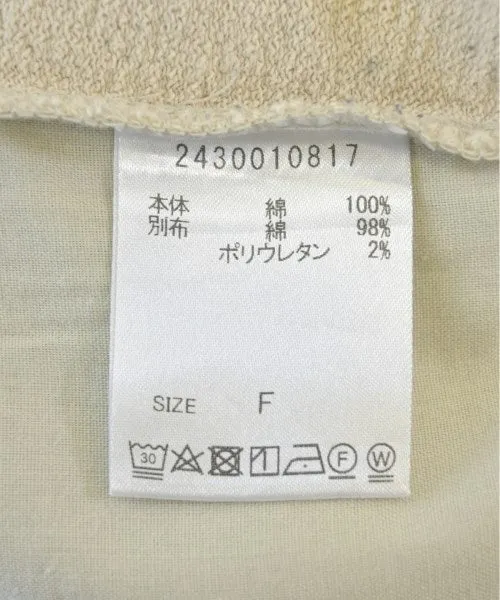 2430010817
本体 綿 100%
別布 綿 98%
ポリウレタン 2%
SIZE F
30 F W